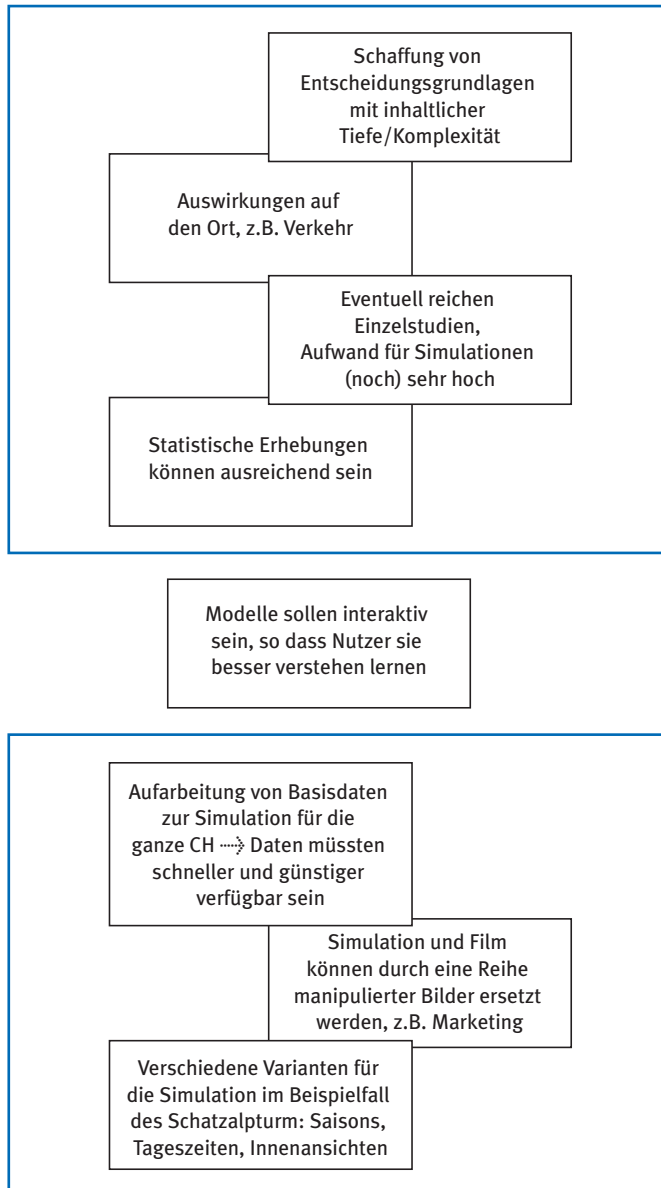 Schaffung von
Entscheidungsgrundlagen
mit inhaltlicher
Tiefe/Komplexität
Auswirkungen auf
den Ort, z.B. Verkehr
Eventuell reichen
Einzelstudien,
Aufwand für Simulationen
(noch) sehr hoch
Statistische Erhebungen
können ausreichend sein
Modelle sollen interaktiv
sein, so dass Nutzer sie
besser verstehen lernen
Aufarbeitung von Basisdaten
zur Simulation für die
ganze CH ····> Daten müssten
schneller und günstiger
verfügbar sein
Simulation und Film
können durch eine Reihe
manipulierter Bilder ersetzt
werden, z.B. Marketing
Verschiedene Varianten für
die Simulation im Beispielfall
des Schatzalpturm: Saisons,
Tageszeiten, Innenansichten